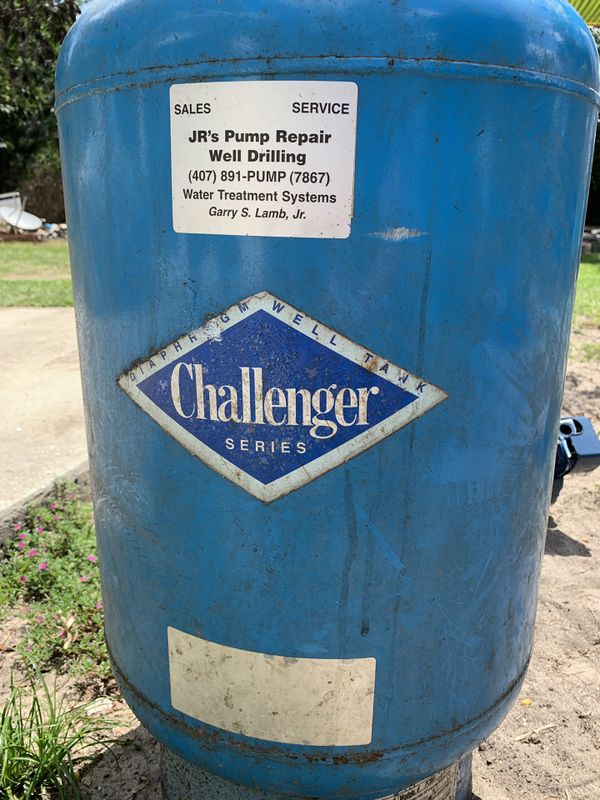 SALES SERVICE
JR's Pump Repair
Well Drilling
(407) 891-PUMP (7867)
Water Treatment Systems
Garry S. Lamb, Jr.
DIAPHRAGM WELL TANK
Challenger
SERIES